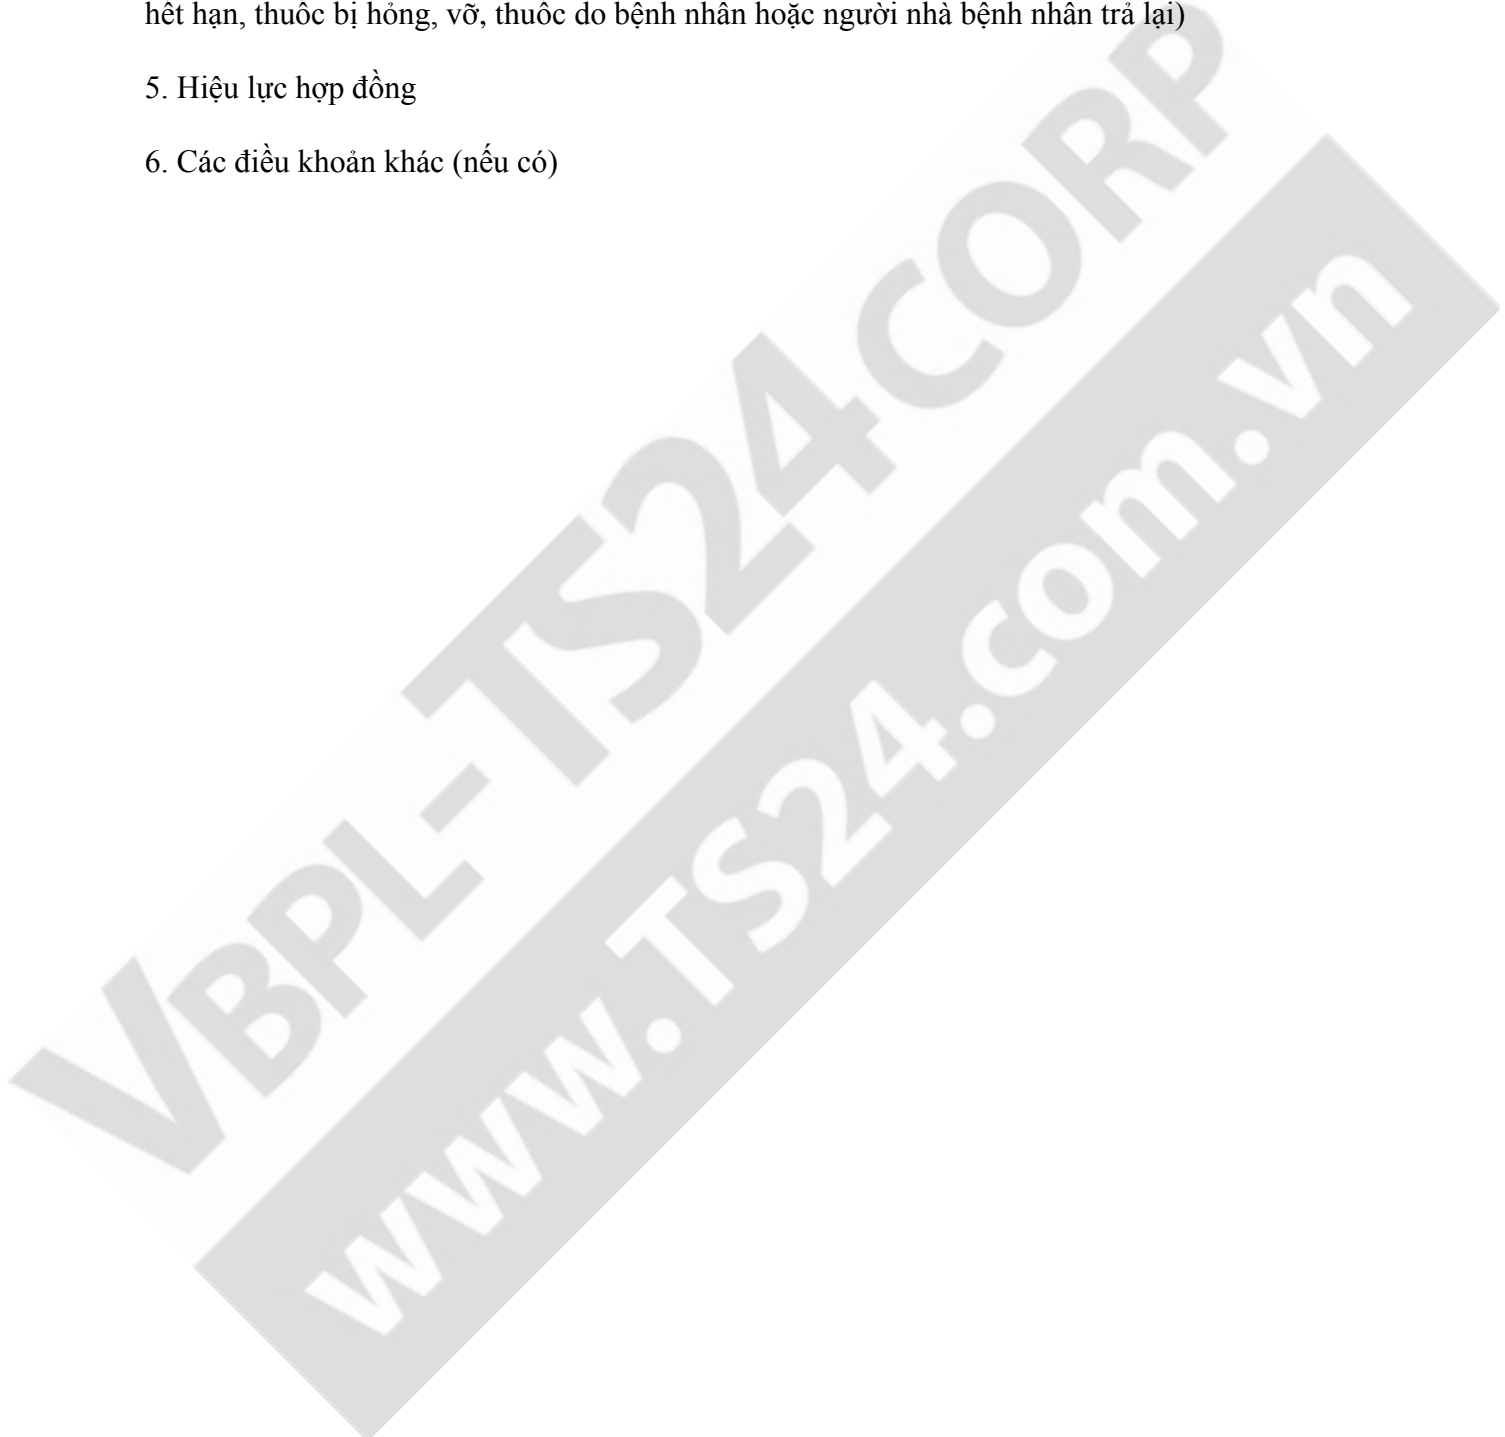 hết hạn, thuốc bị hỏng, vỡ, thuốc do bệnh nhân hoặc người nhà bệnh nhân trả lại)
5. Hiệu lực hợp đồng
6. Các điều khoản khác (nếu có)
VBPL-TS24CORP
www.TS24.com.vn